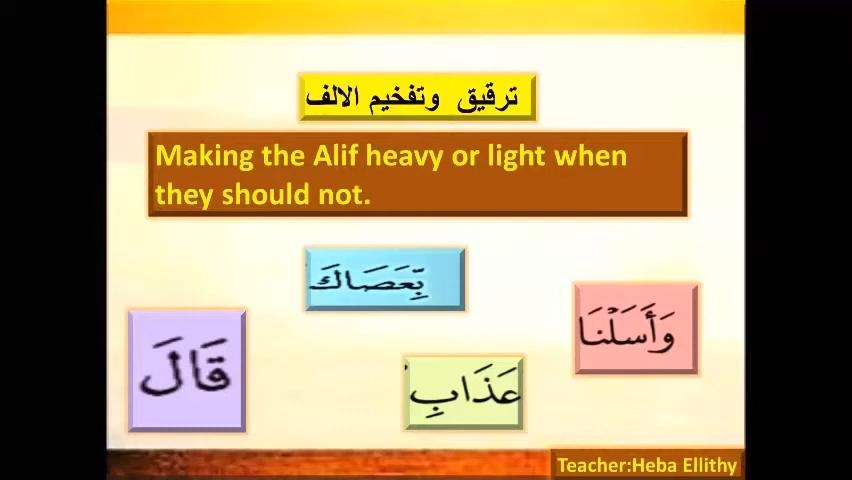 ترقيق وتفخيم الالف
Making the Alif heavy or light when
they should not.
بِّعَصَاكَ
وَأَسَلْنَا
قَالَ
عَذَابِ
Teacher:Heba Ellithy